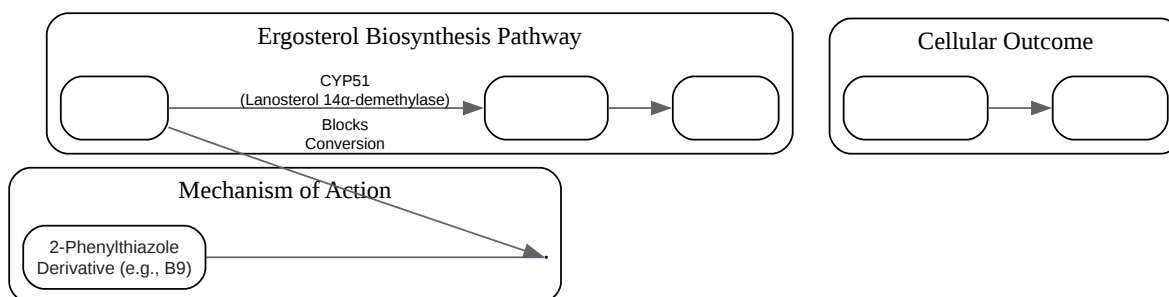 Ergosterol Biosynthesis Pathway
CYP51
(Lanosterol 14α-demethylase)
Blocks
Conversion
Cellular Outcome
Mechanism of Action
2-Phenylthiazole
Derivative (e.g., B9)